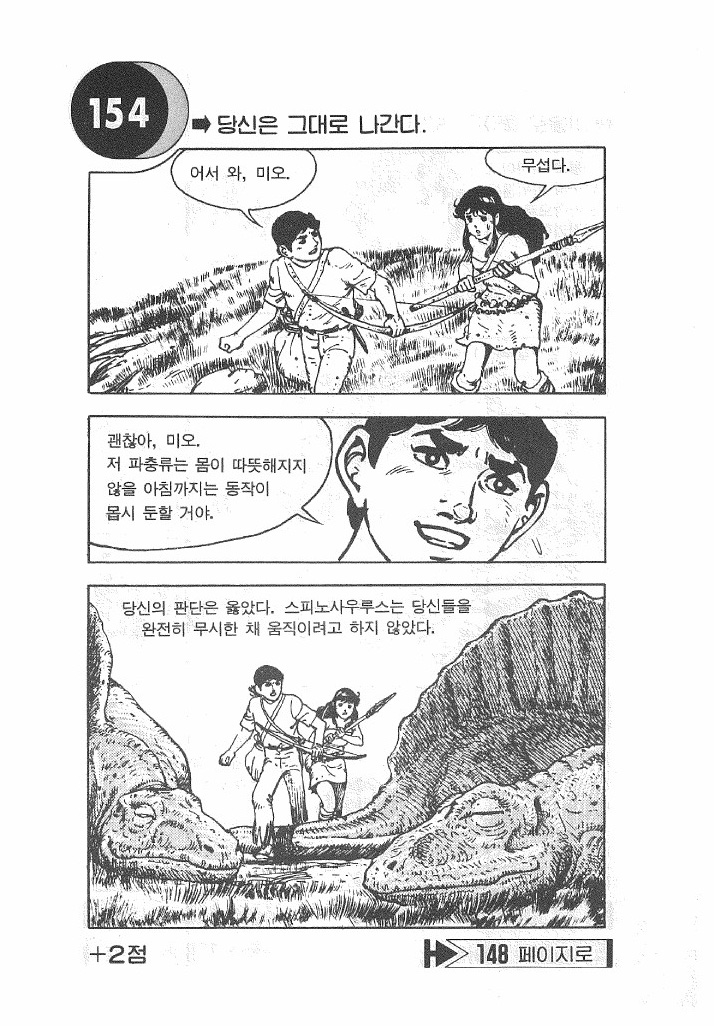 154
➡ 당신은 그대로 나간다.
어서 와, 미오.
무섭다.
괜찮아, 미오.
저 파충류는 몸이 따뜻해지지
않을 아침까지는 동작이
몹시 둔할 거야.
당신의 판단은 옳았다. 스피노사우루스는 당신들을
완전히 무시한 채 움직이려고 하지 않았다.
+2점
148 페이지로